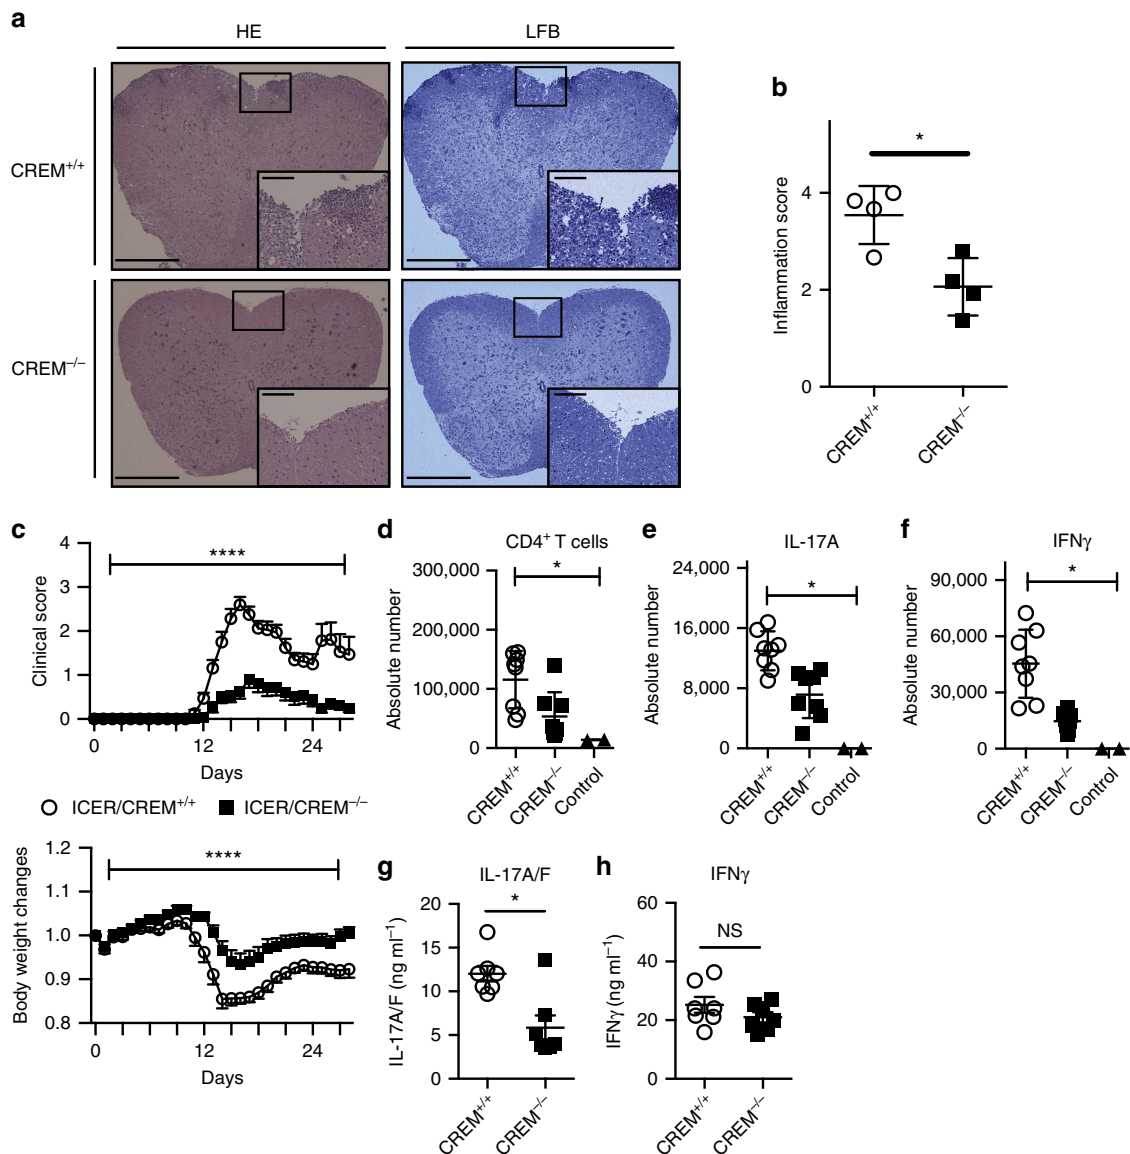 a
HE
LFB
CREM+/+
CREM−/−
b
*
Inflammation score
4
2
0
CREM+/+
CREM−/−
c
****
Clinical score
4
3
2
1
0
0
12
24
Days
ICER/CREM+/+
ICER/CREM−/−
****
Body weight changes
1.2
1.1
1.0
0.9
0.8
0
12
24
Days
d
CD4+ T cells
*
Absolute number
300,000
200,000
100,000
0
CREM+/+
CREM−/−
Control
e
IL-17A
*
Absolute number
24,000
16,000
8,000
0
CREM+/+
CREM−/−
Control
f
IFNγ
*
Absolute number
90,000
60,000
30,000
0
CREM+/+
CREM−/−
Control
g
IL-17A/F
*
IL-17A/F (ng ml−1)
20
15
10
5
0
CREM+/+
CREM−/−
h
IFNγ
NS
IFNγ (ng ml−1)
60
40
20
0
CREM+/+
CREM−/−